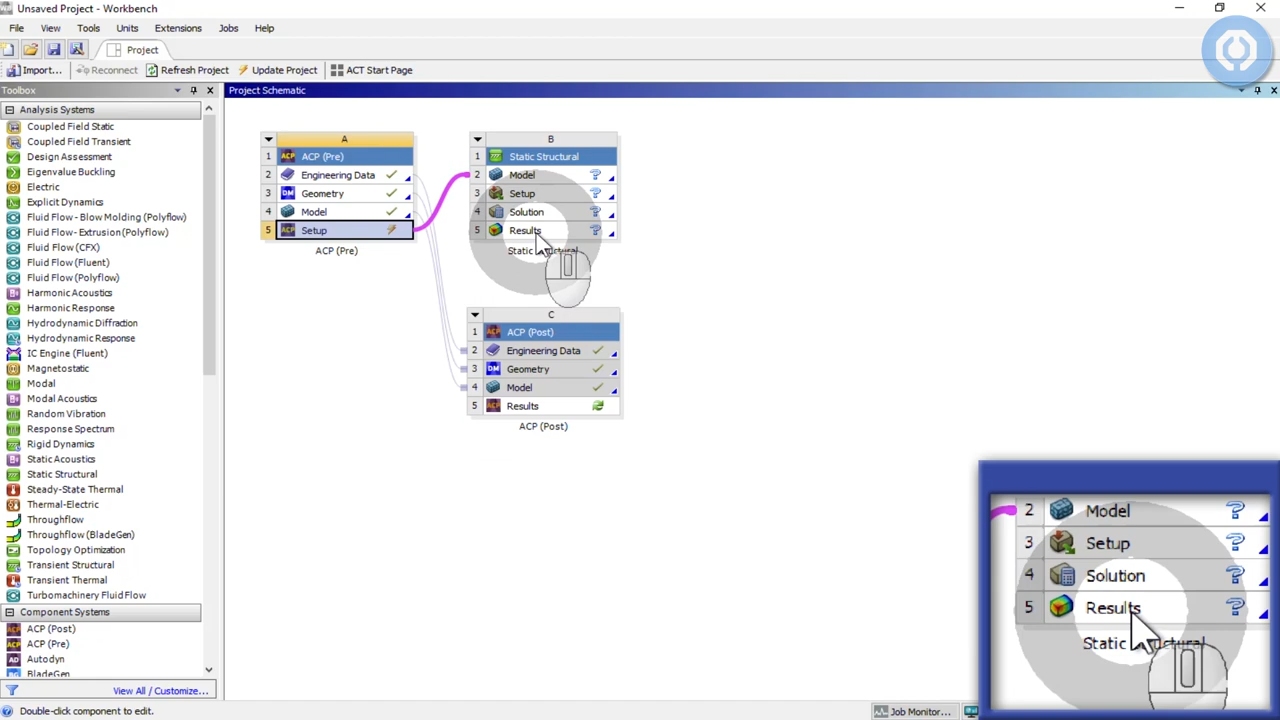 Unsaved Project - Workbench
File View Tools Units Extensions Jobs Help
Project
Import... Reconnect Refresh Project Update Project ACT Start Page
Toolbox
Analysis Systems
Coupled Field Static
Coupled Field Transient
Design Assessment
Eigenvalue Buckling
Electric
Explicit Dynamics
Fluid Flow - Blow Molding (Polyflow)
Fluid Flow - Extrusion (Polyflow)
Fluid Flow (CFX)
Fluid Flow (Fluent)
Fluid Flow (Polyflow)
Harmonic Acoustics
Harmonic Response
Hydrodynamic Diffraction
Hydrodynamic Response
IC Engine (Fluent)
Magnetostatic
Modal
Modal Acoustics
Random Vibration
Response Spectrum
Rigid Dynamics
Static Acoustics
Static Structural
Steady-State Thermal
Thermal-Electric
Throughflow
Throughflow (BladeGen)
Topology Optimization
Transient Structural
Transient Thermal
Turbomachinery Fluid Flow
Component Systems
ACP (Post)
ACP (Pre)
Autodyn
BladeGen
View All / Customize...
Project Schematic
A
1 ACP (Pre)
2 Engineering Data
3 DM Geometry
4 Model
5 Setup
ACP (Pre)
B
1 Static Structural
2 Model
3 Setup
4 Solution
5 Results
Static Structural
C
1 ACP (Post)
2 Engineering Data
3 DM Geometry
4 Model
5 Results
ACP (Post)
2 Model
3 Setup
4 Solution
5 Results
Static Structural
Double-click component to edit.
Job Monitor...